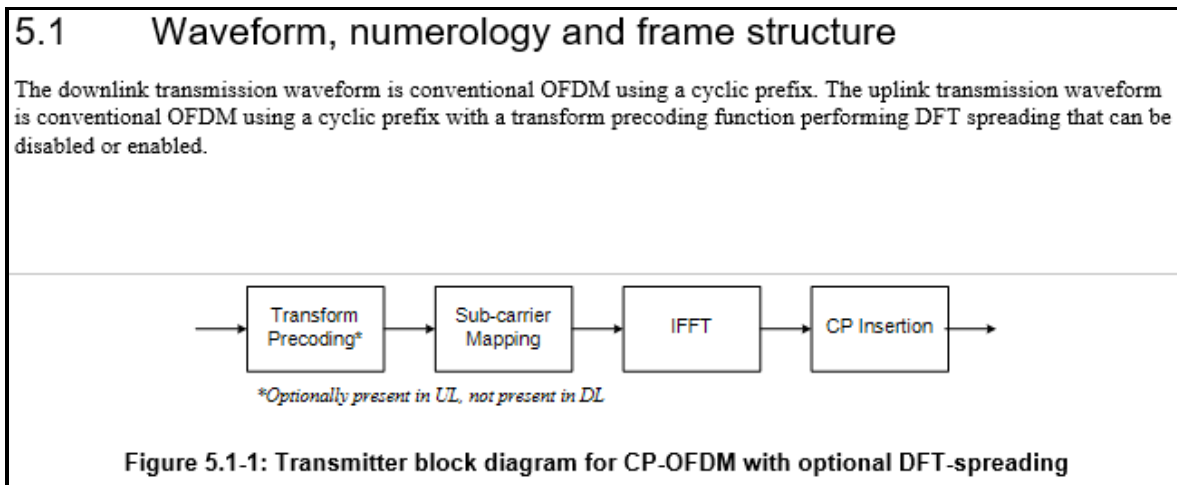 5.1 Waveform, numerology and frame structure
The downlink transmission waveform is conventional OFDM using a cyclic prefix. The uplink transmission waveform
is conventional OFDM using a cyclic prefix with a transform precoding function performing DFT spreading that can be
disabled or enabled.
Transform
Precoding*
Sub-carrier
Mapping
IFFT
CP Insertion
*Optionally present in UL, not present in DL
Figure 5.1-1: Transmitter block diagram for CP-OFDM with optional DFT-spreading